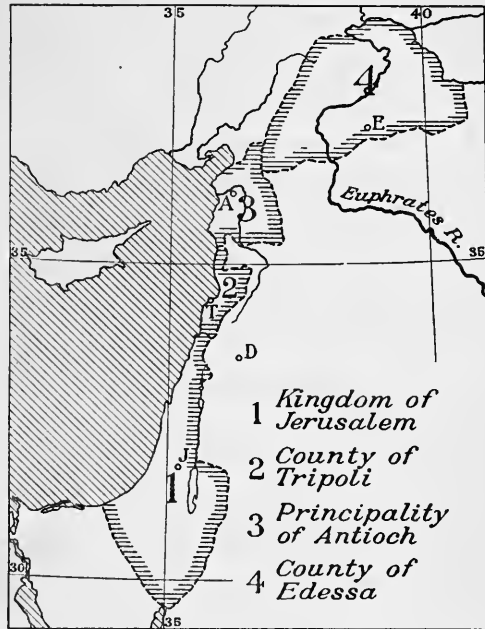 35
40
4
E
A
3
Euphrates R.
35
35
2
T
D
1 Kingdom of
Jerusalem
J
2 County of
Tripoli
1
3 Principality
of Antioch
30
4 County of
Edessa
35